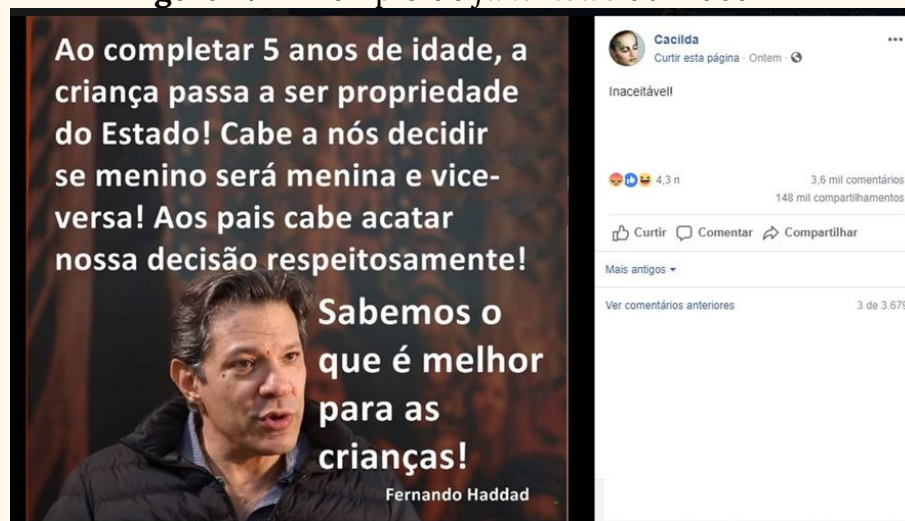 Ao completar 5 anos de idade, a
criança passa a ser propriedade
do Estado! Cabe a nós decidir
se menino será menina e vice-
versa! Aos pais cabe acatar
nossa decisão respeitosamente!
Sabemos o
que é melhor
para as
crianças!
Fernando Haddad
Cacilda
Curtir esta página · Ontem ·
Inaceitável!
4,3 n
3,6 mil comentários
148 mil compartilhamentos
Curtir Comentar Compartilhar
Mais antigos
Ver comentários anteriores
3 de 3.679